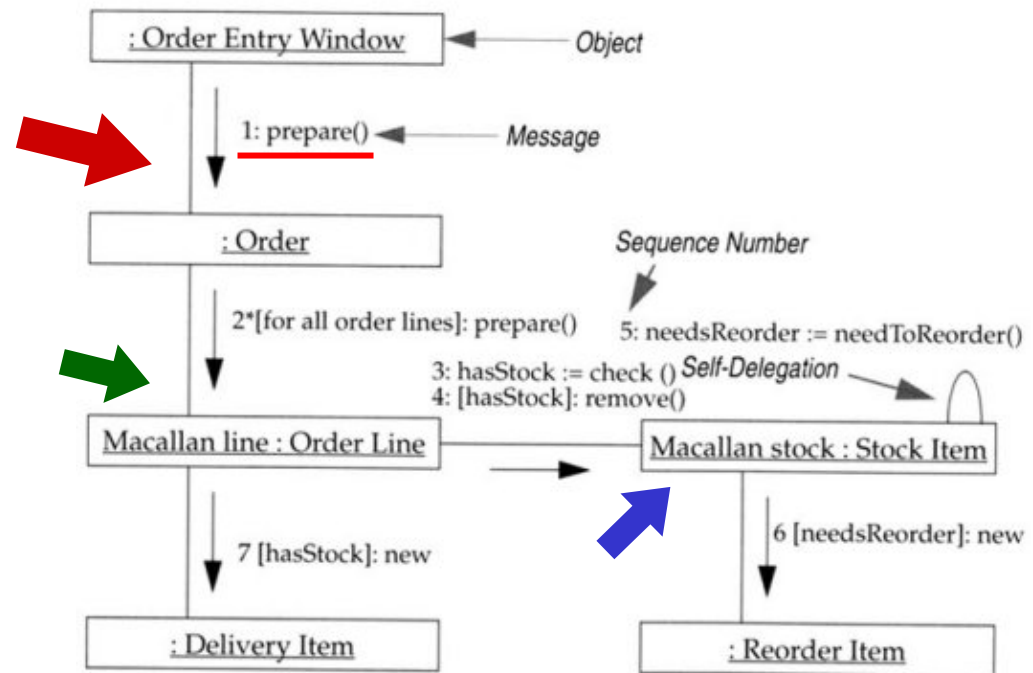 : Order Entry Window
Object
1: prepare()
Message
: Order
Sequence Number
2*[for all order lines]: prepare()
5: needsReorder := needToReorder()
3: hasStock := check ()
Self-Delegation
4: [hasStock]: remove()
Macallan line : Order Line
Macallan stock : Stock Item
7 [hasStock]: new
6 [needsReorder]: new
: Delivery Item
: Reorder Item